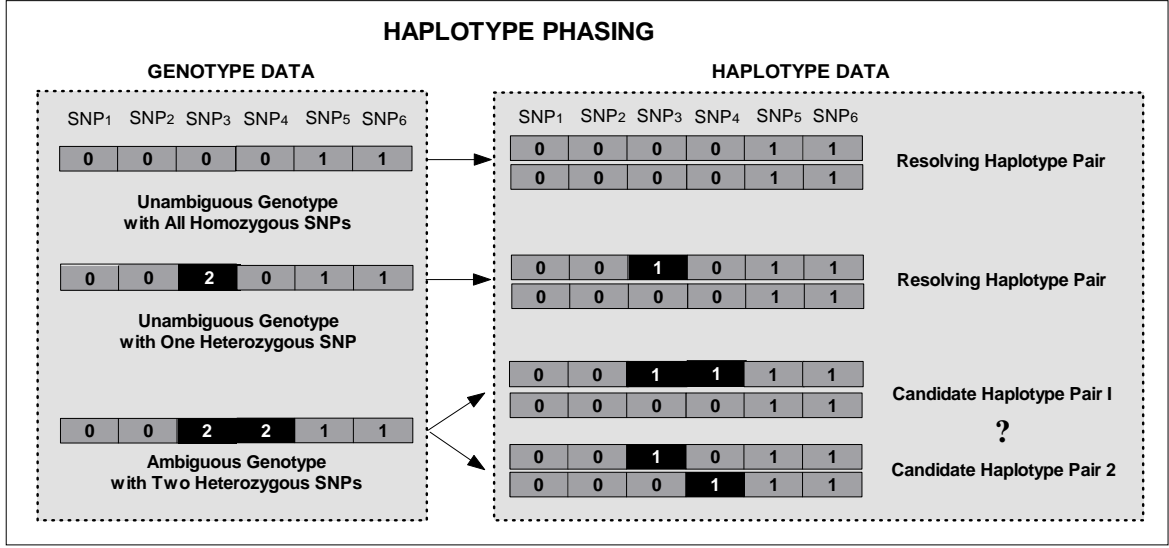 HAPLOTYPE PHASING
GENOTYPE DATA
SNP1 SNP2 SNP3 SNP4 SNP5 SNP6
0 0 0 0 1 1
Unambiguous Genotype
with All Homozygous SNPs
0 0 2 0 1 1
Unambiguous Genotype
with One Heterozygous SNP
0 0 2 2 1 1
Ambiguous Genotype
with Two Heterozygous SNPs
HAPLOTYPE DATA
SNP1 SNP2 SNP3 SNP4 SNP5 SNP6
0 0 0 0 1 1
0 0 0 0 1 1
Resolving Haplotype Pair
0 0 1 0 1 1
0 0 0 0 1 1
Resolving Haplotype Pair
0 0 1 1 1 1
0 0 0 0 1 1
Candidate Haplotype Pair I
?
0 0 1 0 1 1
0 0 0 1 1 1
Candidate Haplotype Pair 2